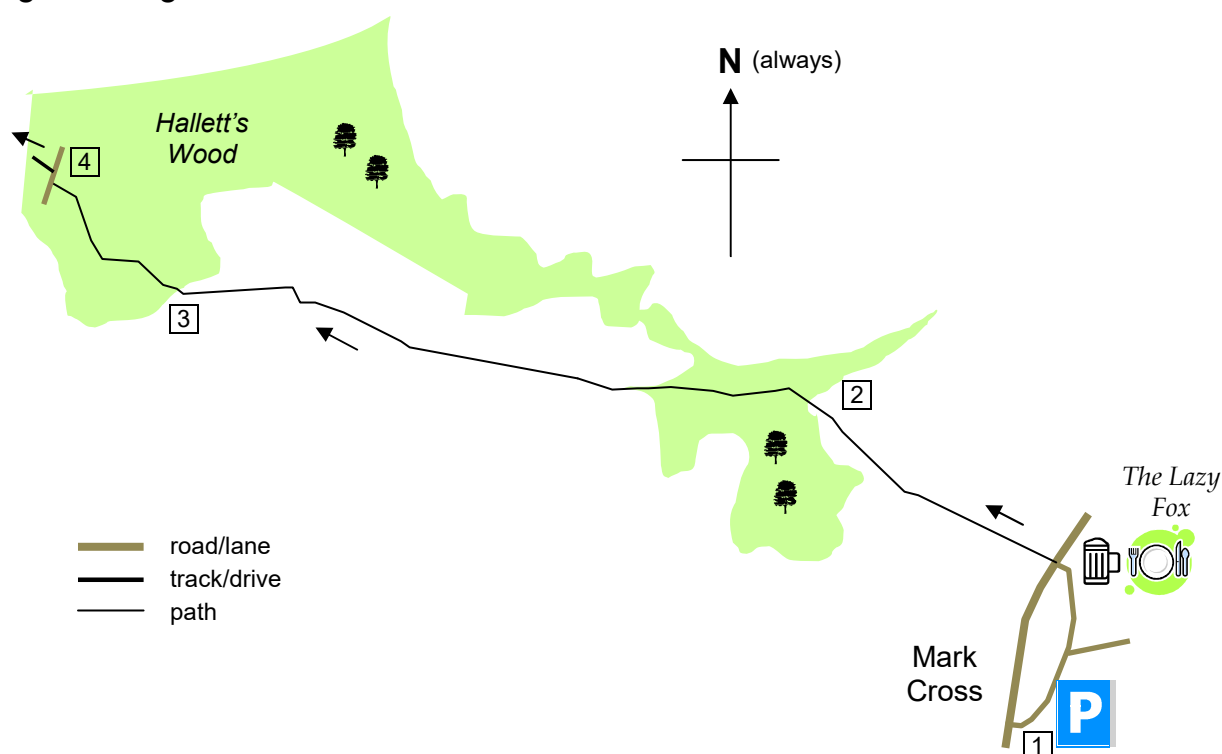 N (always)
Hallett's
Wood
4
3
2
The Lazy
Fox
road/lane
track/drive
path
Mark
Cross
P
1